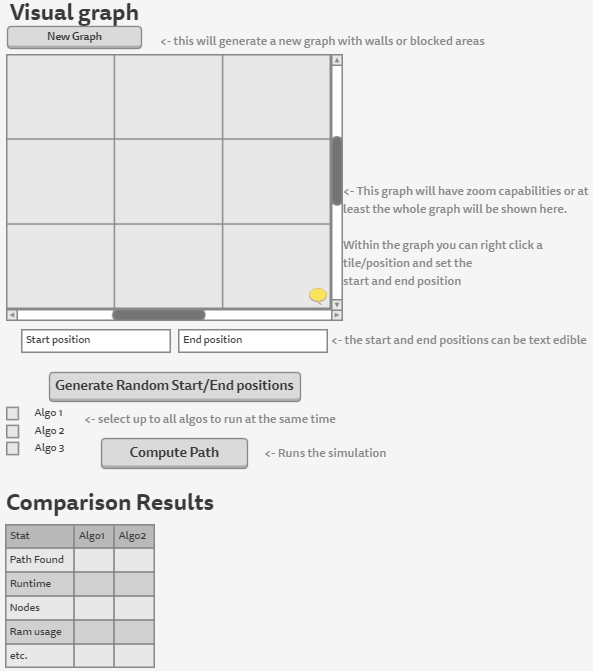 Visual graph
New Graph
<- this will generate a new graph with walls or blocked areas
<- This graph will have zoom capabilities or at
least the whole graph will be shown here.
Within the graph you can right click a
tile/position and set the
start and end position
Start position
End position
<- the start and end positions can be text edible
Generate Random Start/End positions
Algo 1
Algo 2
Algo 3
<- select up to all algos to run at the same time
Compute Path
<- Runs the simulation
Comparison Results
Stat Algo1 Algo2
Path Found
Runtime
Nodes
Ram usage
etc.